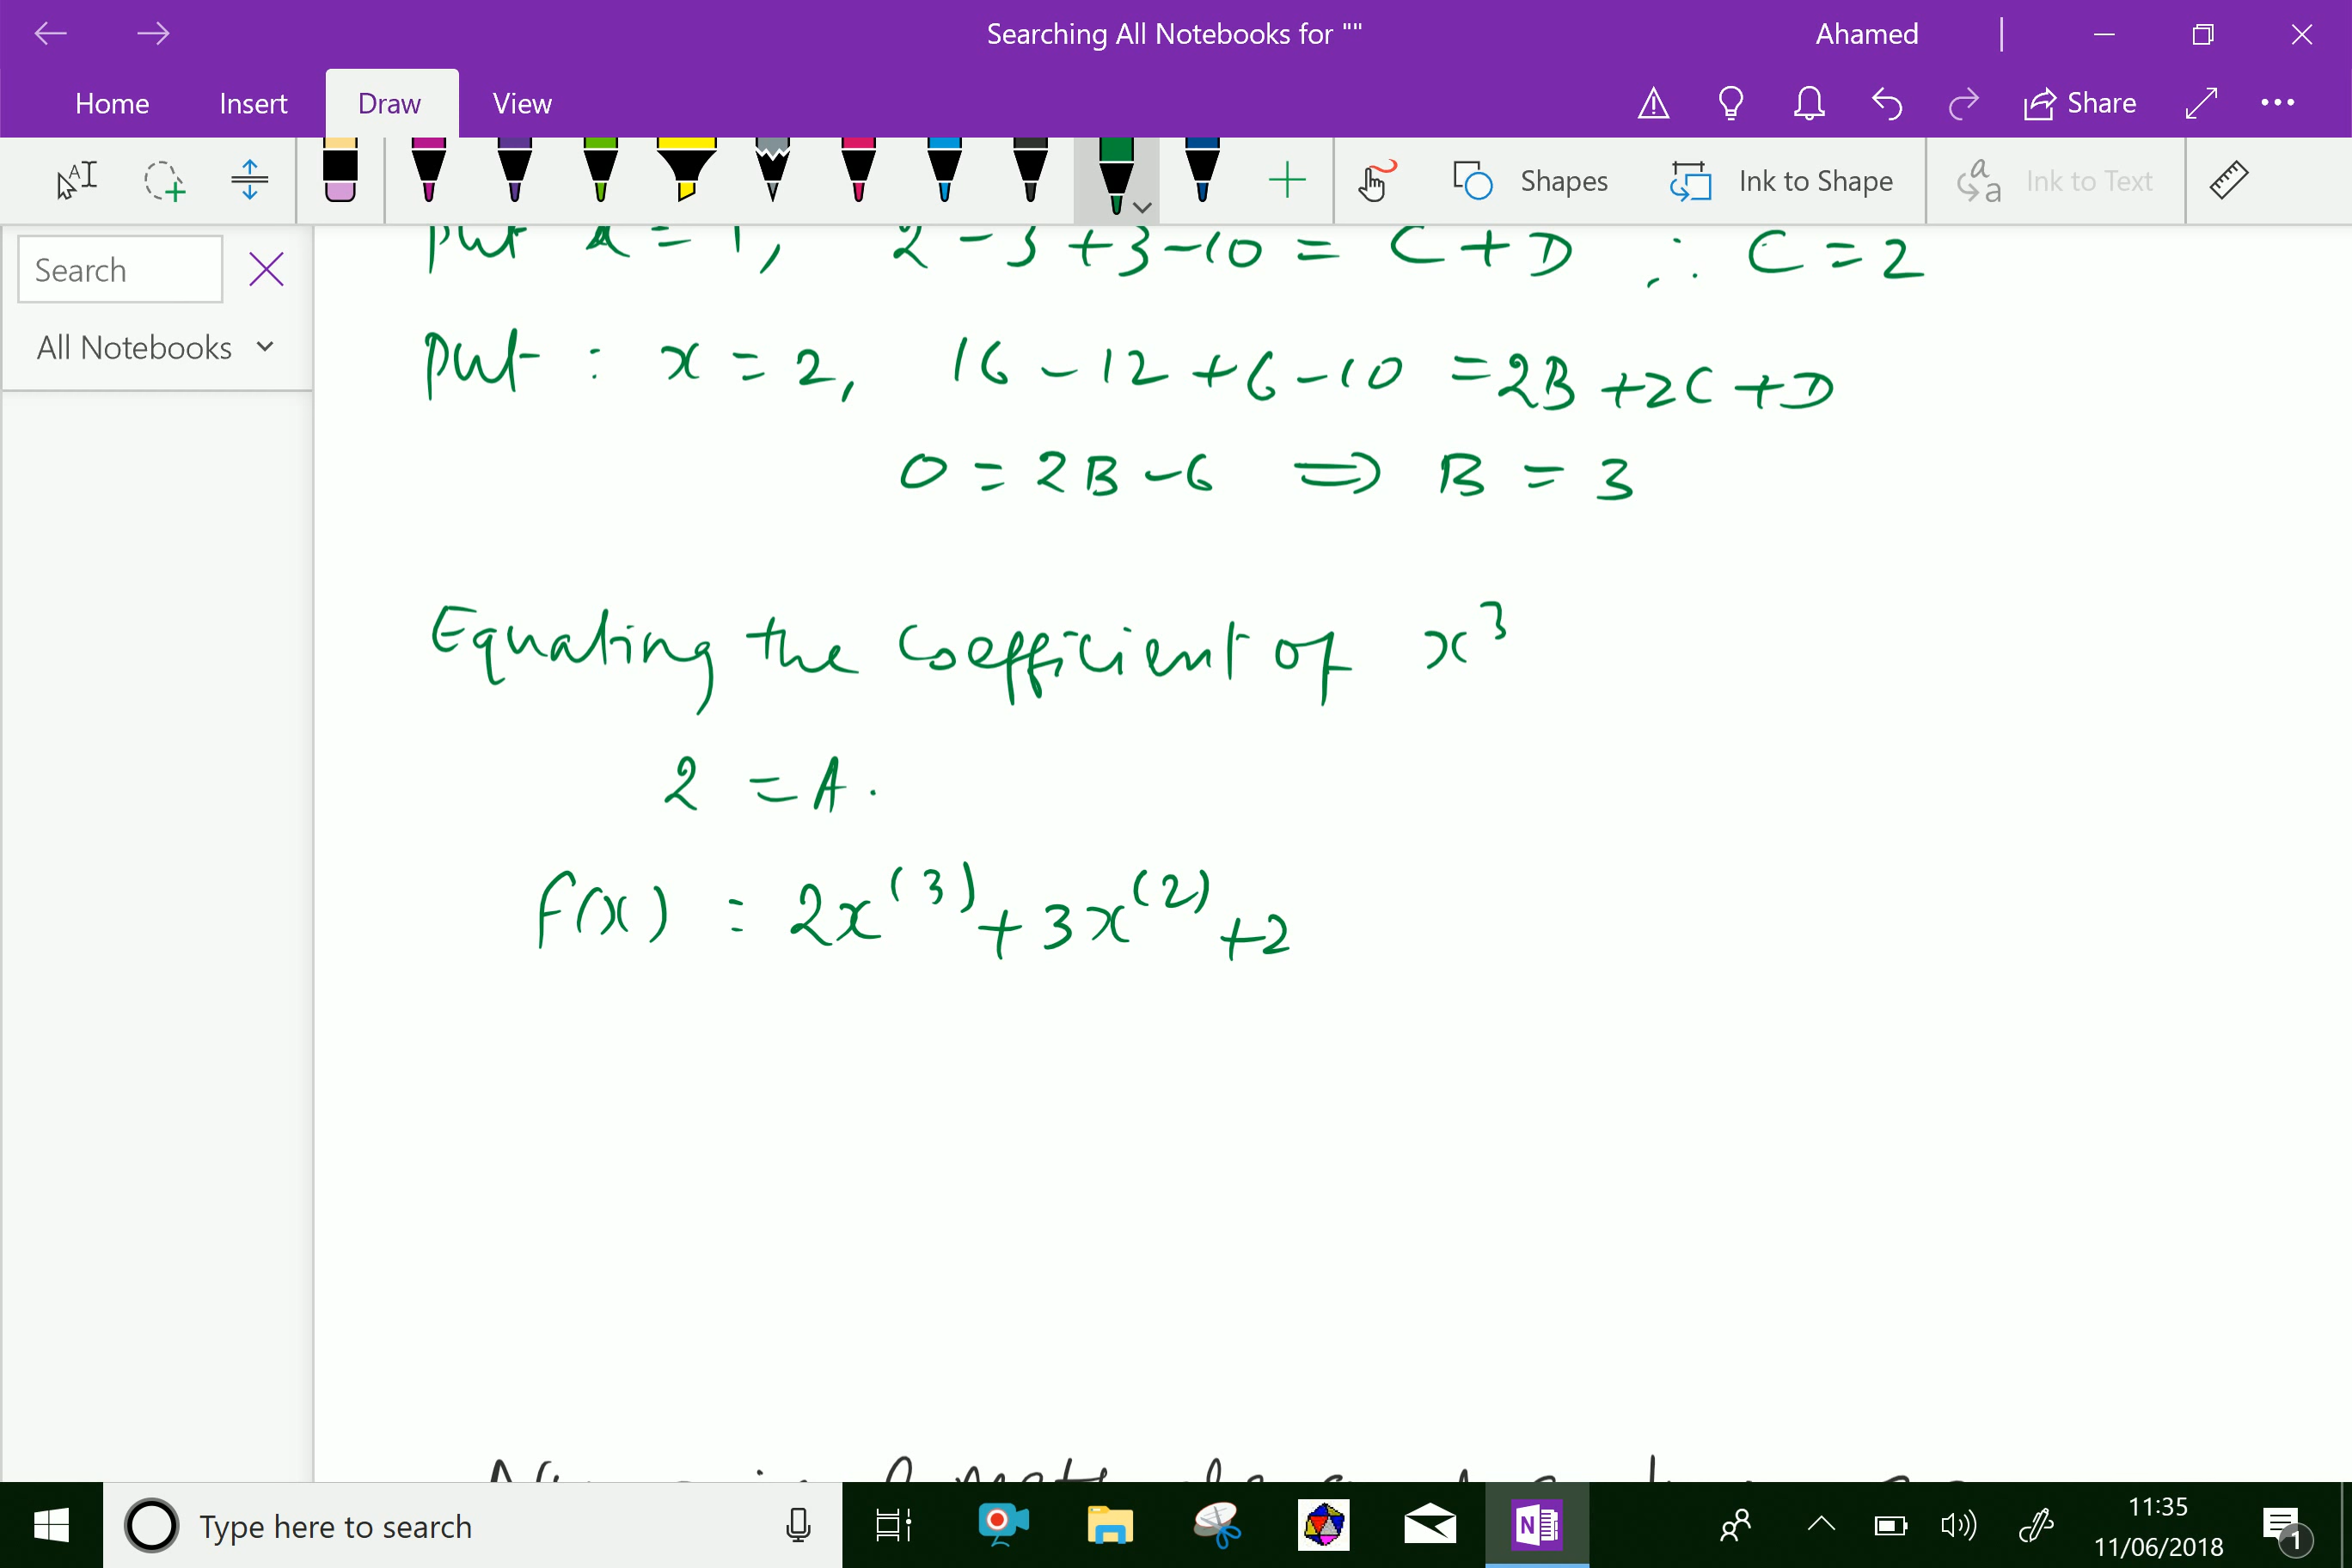 Searching All Notebooks for ""
Ahamed
Home Insert Draw View
Share
Shapes Ink to Shape Ink to Text
Search
All Notebooks
put x = 1, 2 - 3 + 3 - 10 = C + D ∴ C = 2
put : x = 2, 16 - 12 + 6 - 10 = 2B + 2C + D
0 = 2B - 6 ⟹ B = 3
Equating the coefficient of x³
2 = A.
f(x) = 2x⁽³⁾ + 3x⁽²⁾ + 2
Type here to search
N
11:35
11/06/2018
1